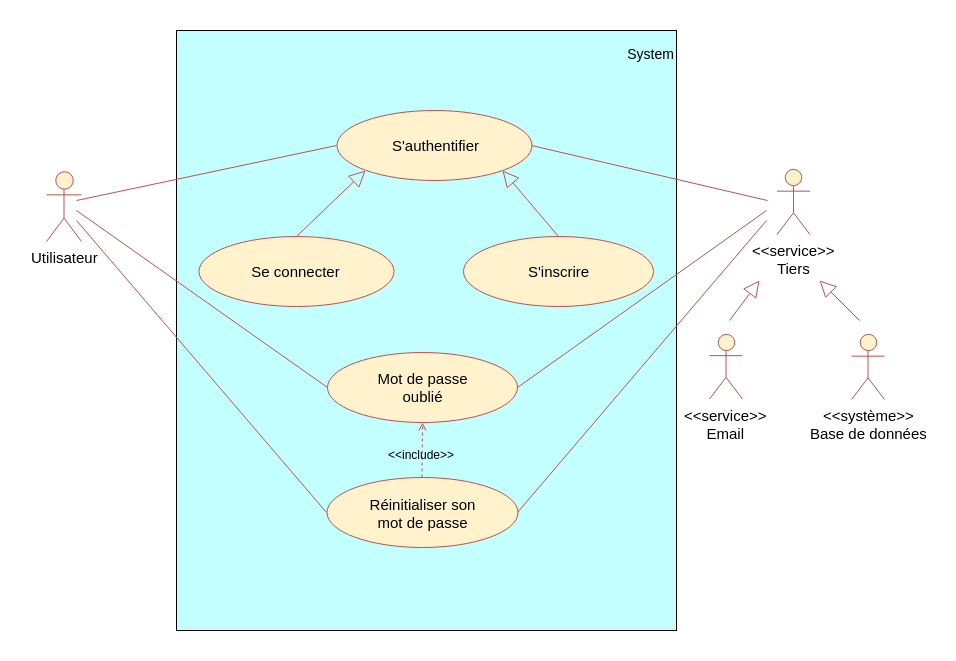 System
S'authentifier
Utilisateur
Se connecter
S'inscrire
<<service>>
Tiers
Mot de passe
oublié
<<include>>
Réinitialiser son
mot de passe
<<service>>
Email
<<système>>
Base de données